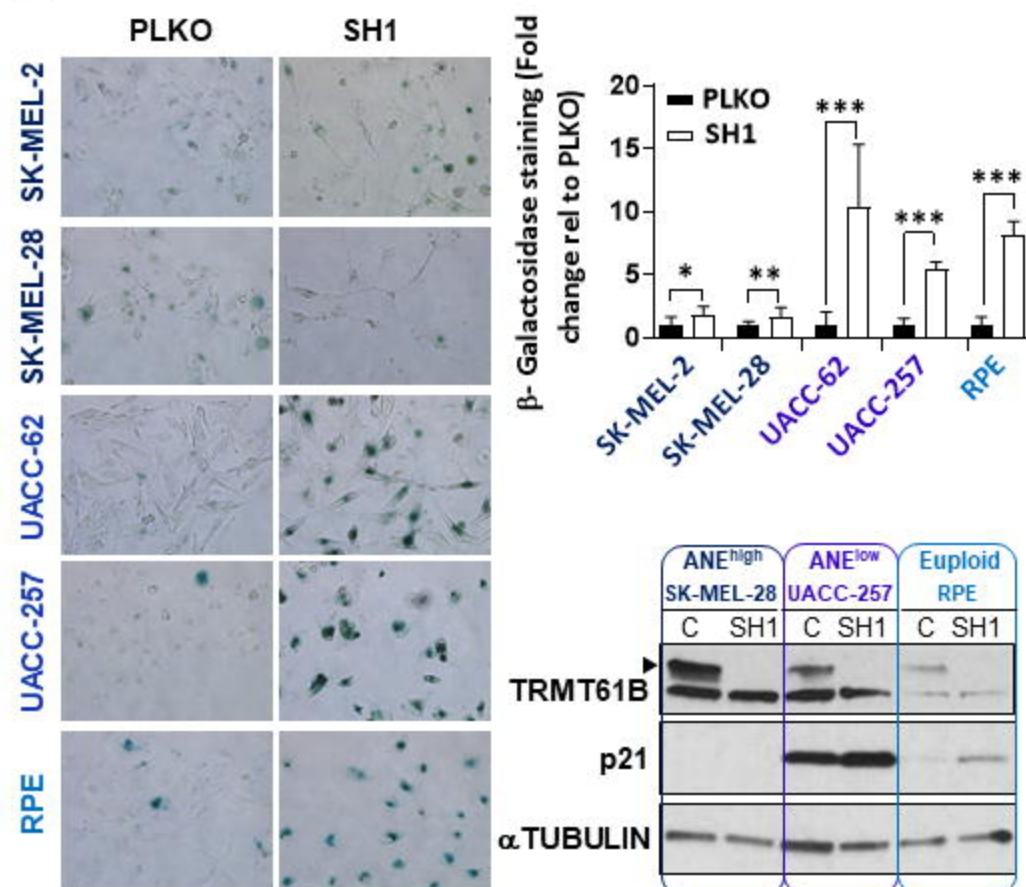 PLKO SH1
SK-MEL-2
SK-MEL-28
UACC-62
UACC-257
RPE
β- Galactosidase staining (Fold
change rel to PLKO)
20
15
10
5
0
PLKO
SH1
*
**
***
***
***
SK-MEL-2
SK-MEL-28
UACC-62
UACC-257
RPE
ANEhigh ANElow Euploid
SK-MEL-28 UACC-257 RPE
C SH1 C SH1 C SH1
TRMT61B
p21
αTUBULIN